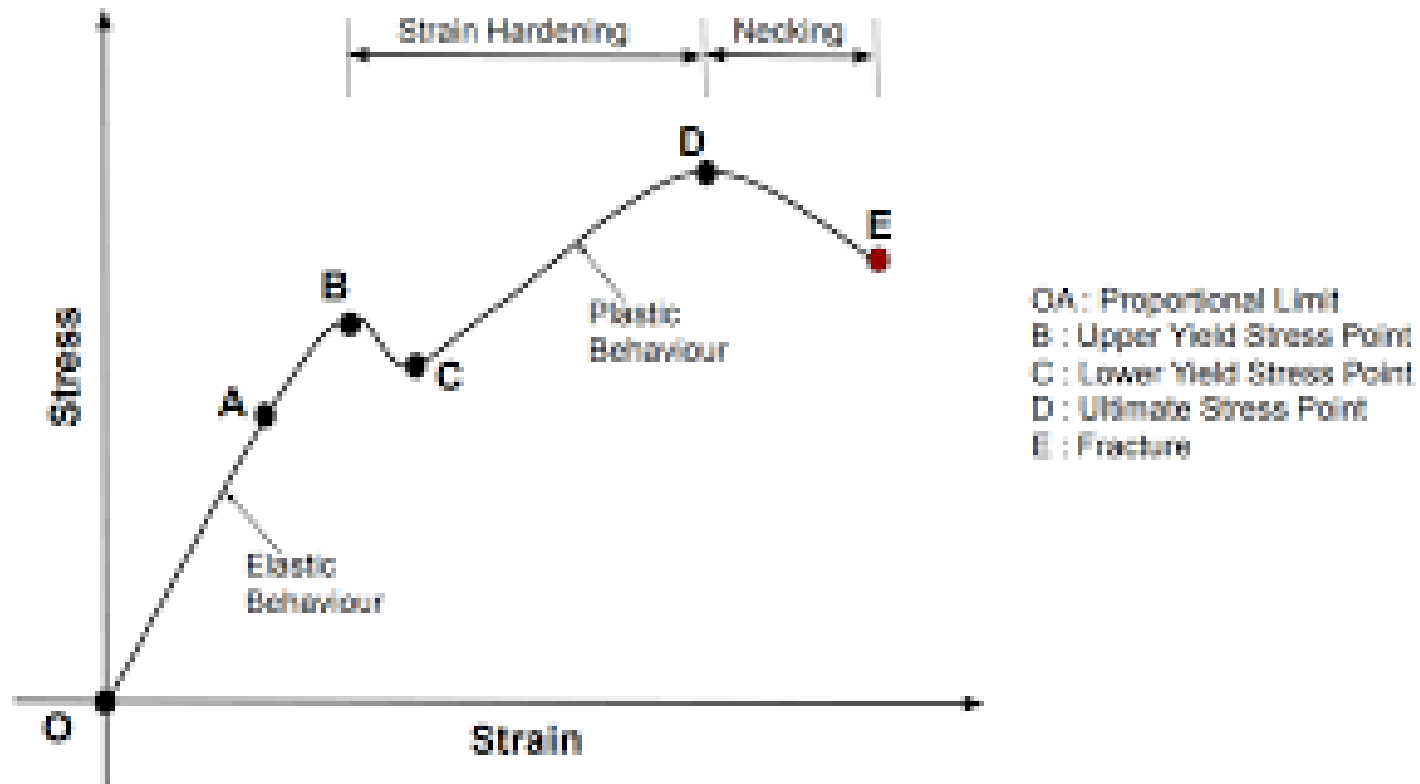 Strain Hardening
Necking
D
E
B
Plastic
Behaviour
C
A
Stress
Elastic
Behaviour
O
Strain
OA : Proportional Limit
B : Upper Yield Stress Point
C : Lower Yield Stress Point
D : Ultimate Stress Point
E : Fracture